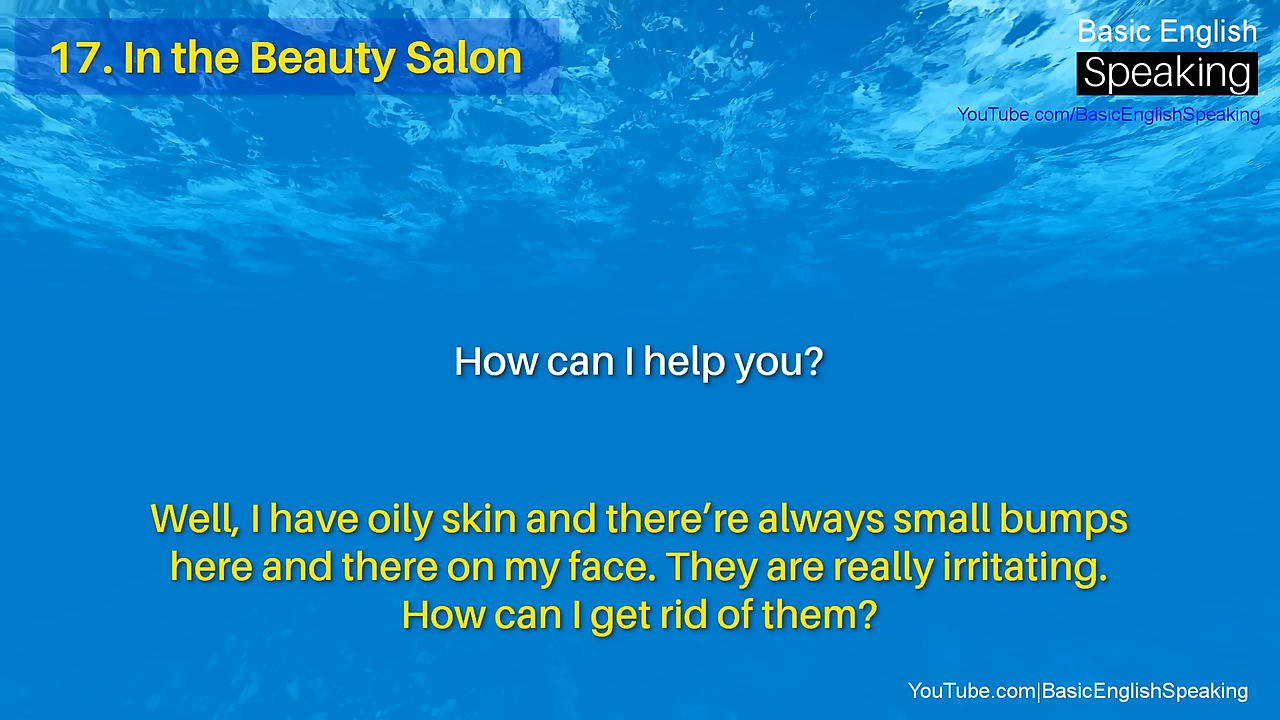 17. In the Beauty Salon
Basic English
Speaking
YouTube.com/BasicEnglishSpeaking
How can I help you?
Well, I have oily skin and there’re always small bumps
here and there on my face. They are really irritating.
How can I get rid of them?
YouTube.com|BasicEnglishSpeaking